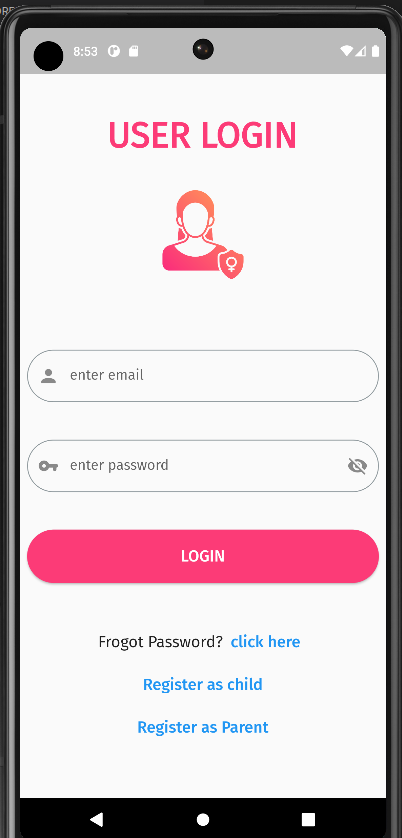 8:53
USER LOGIN
enter email
enter password
LOGIN
Frogot Password? click here
Register as child
Register as Parent